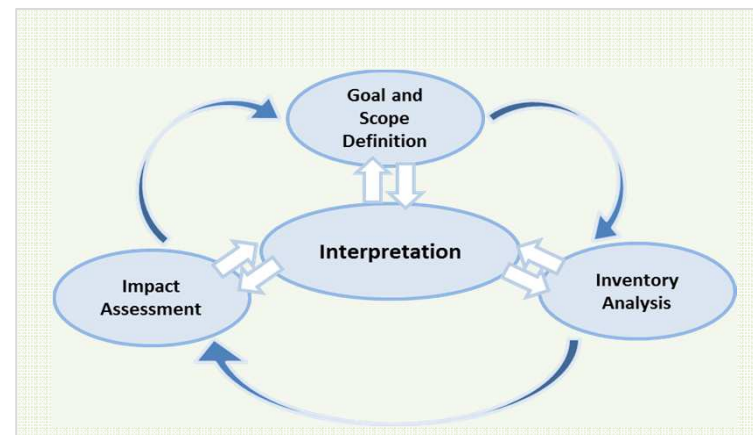 Goal and
Scope
Definition
Interpretation
Impact
Assessment
Inventory
Analysis